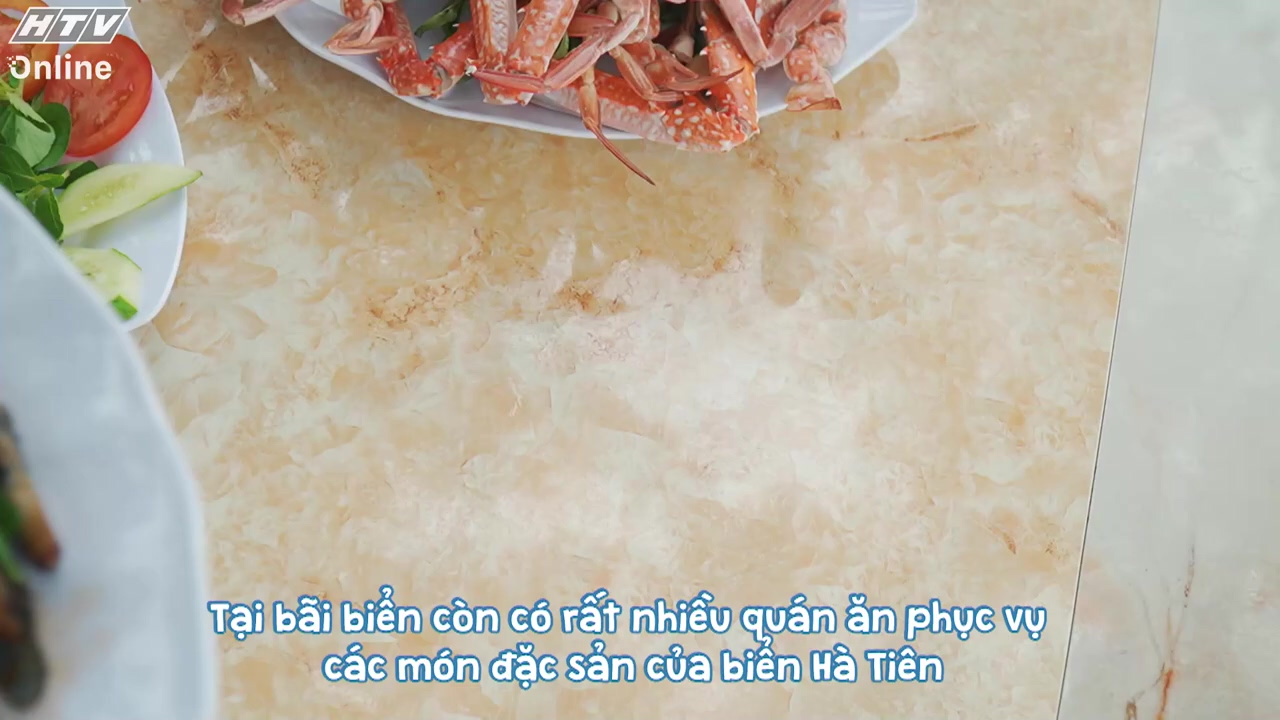 HTV
Online
Tại bãi biển còn có rất nhiều quán ăn phục vụ
các món đặc sản của biển Hà Tiên